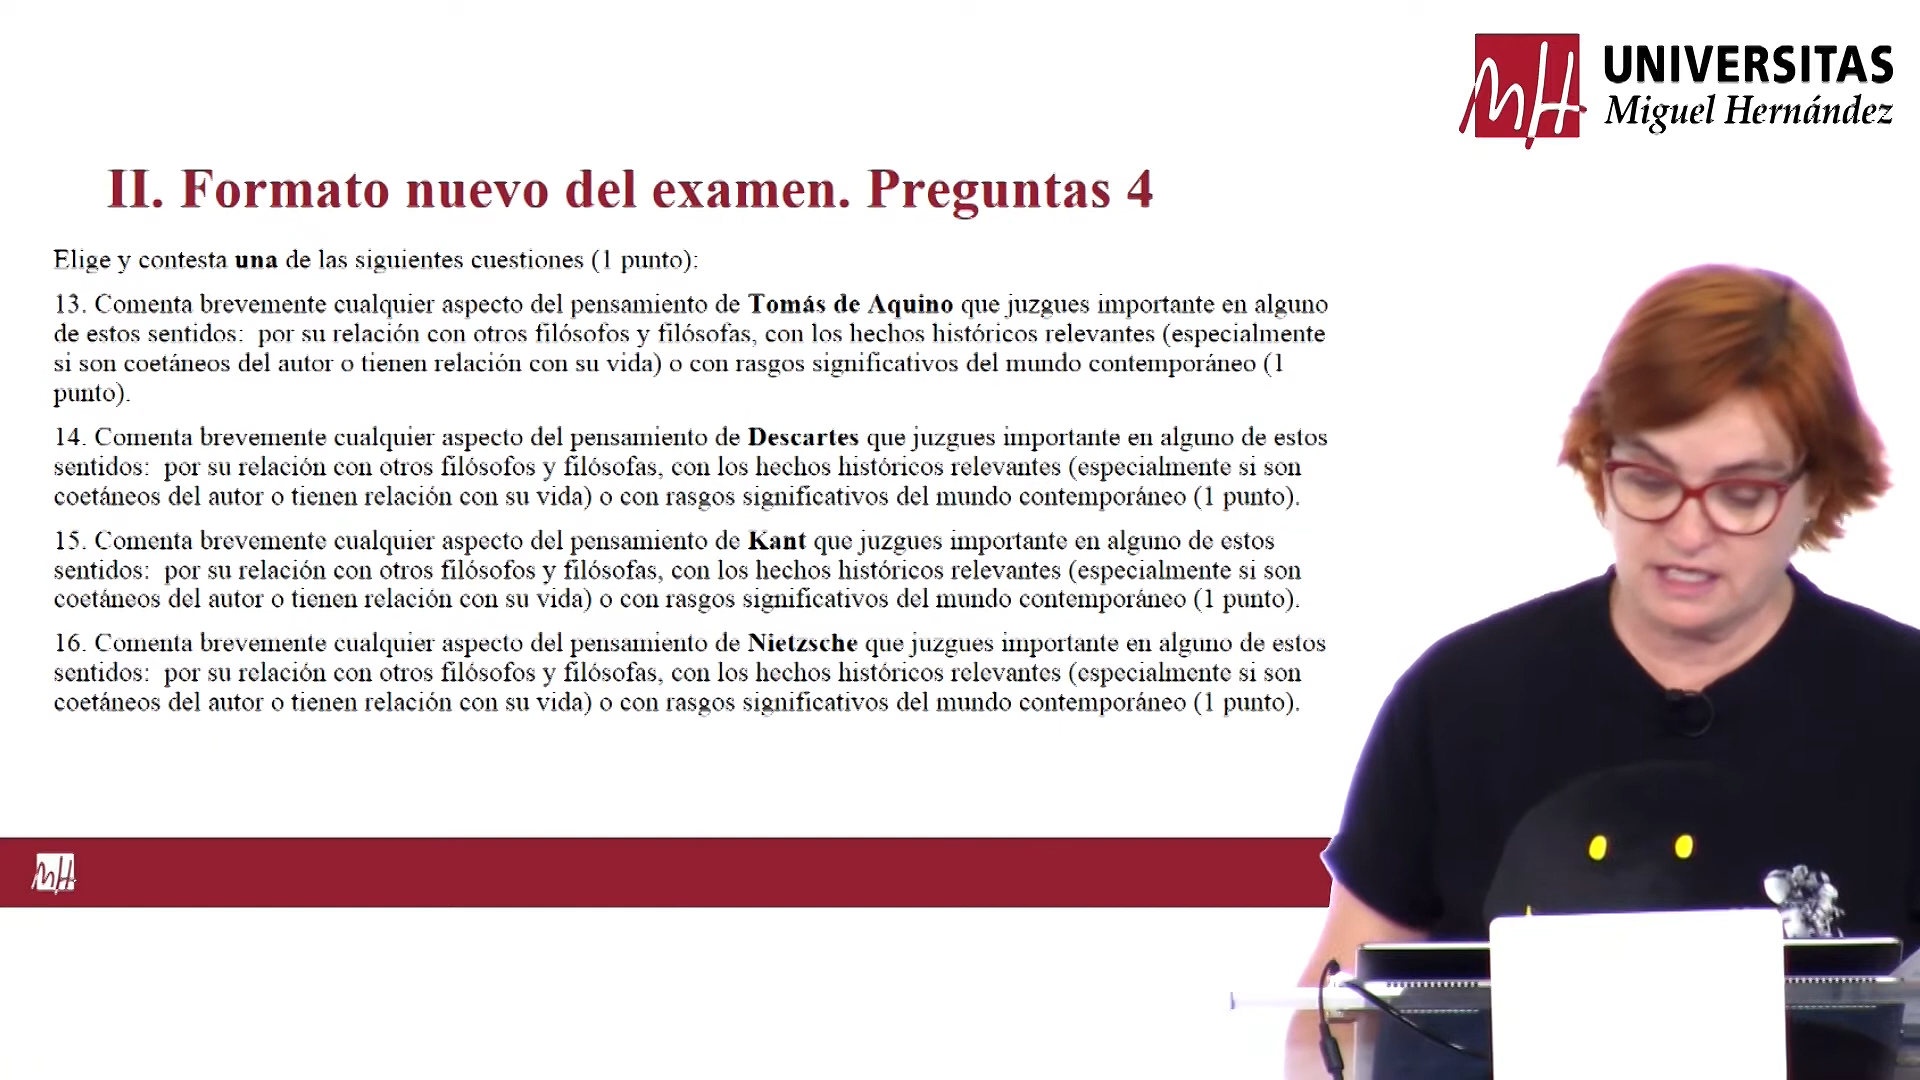 UNIVERSITAS
Miguel Hernández
II. Formato nuevo del examen. Preguntas 4
Elige y contesta una de las siguientes cuestiones (1 punto):
13. Comenta brevemente cualquier aspecto del pensamiento de Tomás de Aquino que juzgues importante en alguno
de estos sentidos: por su relación con otros filósofos y filósofas, con los hechos históricos relevantes (especialmente
si son coetáneos del autor o tienen relación con su vida) o con rasgos significativos del mundo contemporáneo (1
punto).
14. Comenta brevemente cualquier aspecto del pensamiento de Descartes que juzgues importante en alguno de estos
sentidos: por su relación con otros filósofos y filósofas, con los hechos históricos relevantes (especialmente si son
coetáneos del autor o tienen relación con su vida) o con rasgos significativos del mundo contemporáneo (1 punto).
15. Comenta brevemente cualquier aspecto del pensamiento de Kant que juzgues importante en alguno de estos
sentidos: por su relación con otros filósofos y filósofas, con los hechos históricos relevantes (especialmente si son
coetáneos del autor o tienen relación con su vida) o con rasgos significativos del mundo contemporáneo (1 punto).
16. Comenta brevemente cualquier aspecto del pensamiento de Nietzsche que juzgues importante en alguno de estos
sentidos: por su relación con otros filósofos y filósofas, con los hechos históricos relevantes (especialmente si son
coetáneos del autor o tienen relación con su vida) o con rasgos significativos del mundo contemporáneo (1 punto).